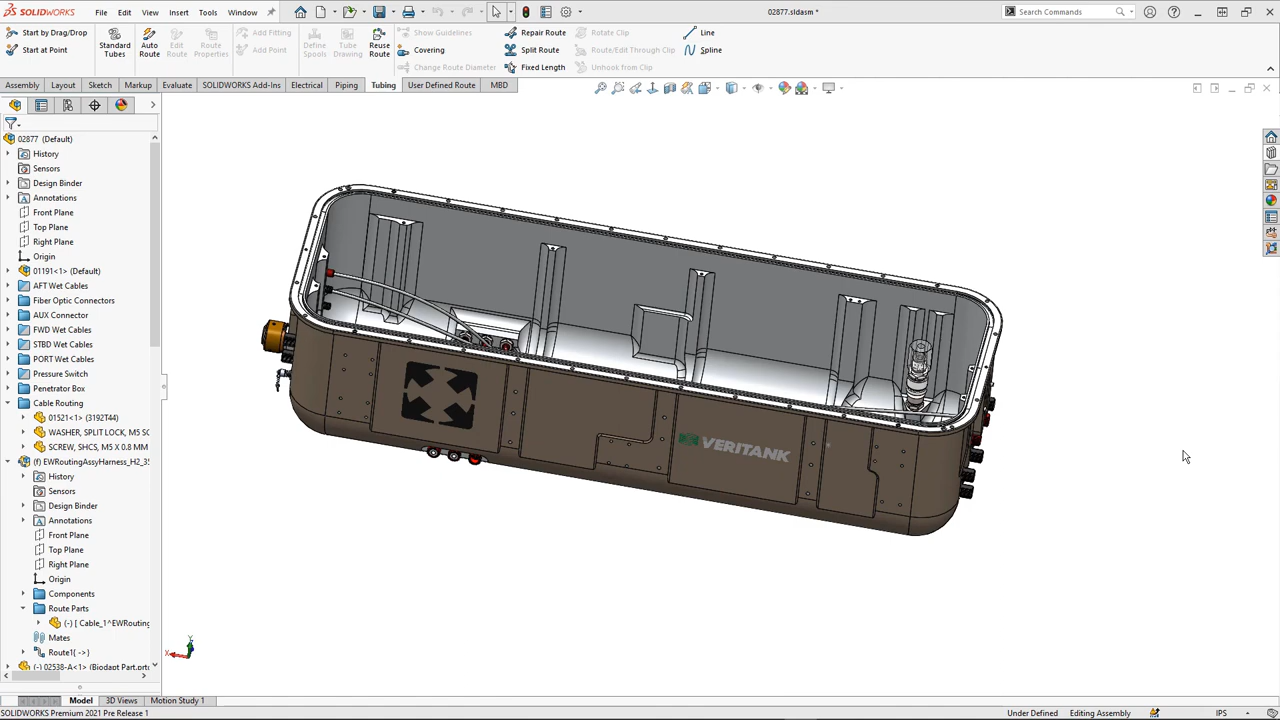 SOLIDWORKS File Edit View Insert Tools Window 02877.sldasm * Search Commands
Start by Drag/Drop
Start at Point
Standard Tubes
Auto Route
Edit Route
Route Properties
Add Fitting
Add Point
Define Spools
Tube Drawing
Reuse Route
Show Guidelines
Covering
Change Route Diameter
Repair Route
Split Route
Fixed Length
Rotate Clip
Route/Edit Through Clip
Unhook from Clip
Line
Spline
Assembly Layout Sketch Markup Evaluate SOLIDWORKS Add-Ins Electrical Piping Tubing User Defined Route MBD
02877 (Default)
History
Sensors
Design Binder
Annotations
Front Plane
Top Plane
Right Plane
Origin
01191<1> (Default)
AFT Wet Cables
Fiber Optic Connectors
AUX Connector
FWD Wet Cables
STBD Wet Cables
PORT Wet Cables
Pressure Switch
Penetrator Box
Cable Routing
01521<1> (3192T44)
WASHER, SPLIT LOCK, M5 SC
SCREW, SHCS, M5 X 0.8 MM
(f) EWRoutingAssyHarness_H2_35
History
Sensors
Design Binder
Annotations
Front Plane
Top Plane
Right Plane
Origin
Components
Route Parts
(-) [ Cable_1^EWRouting
Mates
Route1( ->)
(-) 02538-A<1> (Biodapt Part.prt
VERITANK
Y
X
Model 3D Views Motion Study 1
SOLIDWORKS Premium 2021 Pre Release 1 Under Defined Editing Assembly IPS